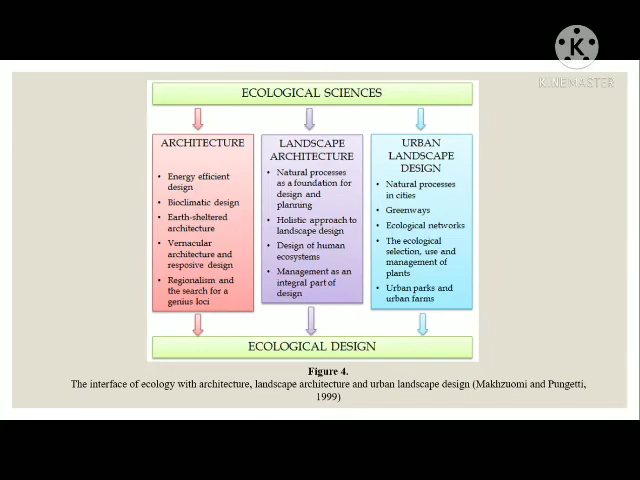 K
KINEMASTER
ECOLOGICAL SCIENCES
ARCHITECTURE
• Energy efficient
design
• Bioclimatic design
• Earth-sheltered
architecture
• Vernacular
architecture and
resposive design
• Regionalism and
the search for a
genius loci
LANDSCAPE
ARCHITECTURE
• Natural processes
as a foundation for
design and
planning
• Holistic approach to
landscape design
• Design of human
ecosystems
• Management as an
integral part of
design
URBAN
LANDSCAPE
DESIGN
• Natural processes
in cities
• Greenways
• Ecological networks
• The ecological
selection, use and
management of
plants
• Urban parks and
urban farms
ECOLOGICAL DESIGN
Figure 4.
The interface of ecology with architecture, landscape architecture and urban landscape design (Makhzuomi and Pungetti,
1999)